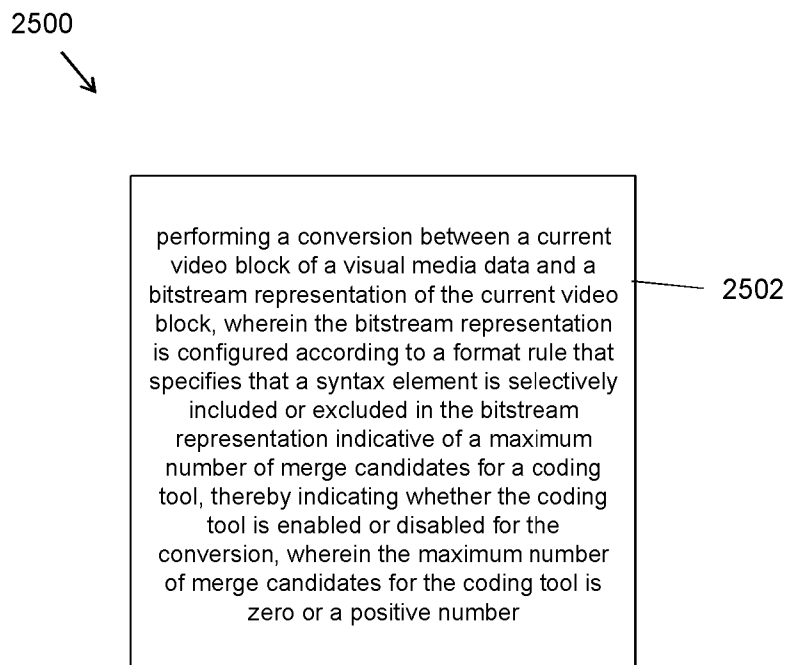 2500
performing a conversion between a current
video block of a visual media data and a
bitstream representation of the current video
block, wherein the bitstream representation
is configured according to a format rule that
specifies that a syntax element is selectively
included or excluded in the bitstream
representation indicative of a maximum
number of merge candidates for a coding
tool, thereby indicating whether the coding
tool is enabled or disabled for the
conversion, wherein the maximum number
of merge candidates for the coding tool is
zero or a positive number
2502